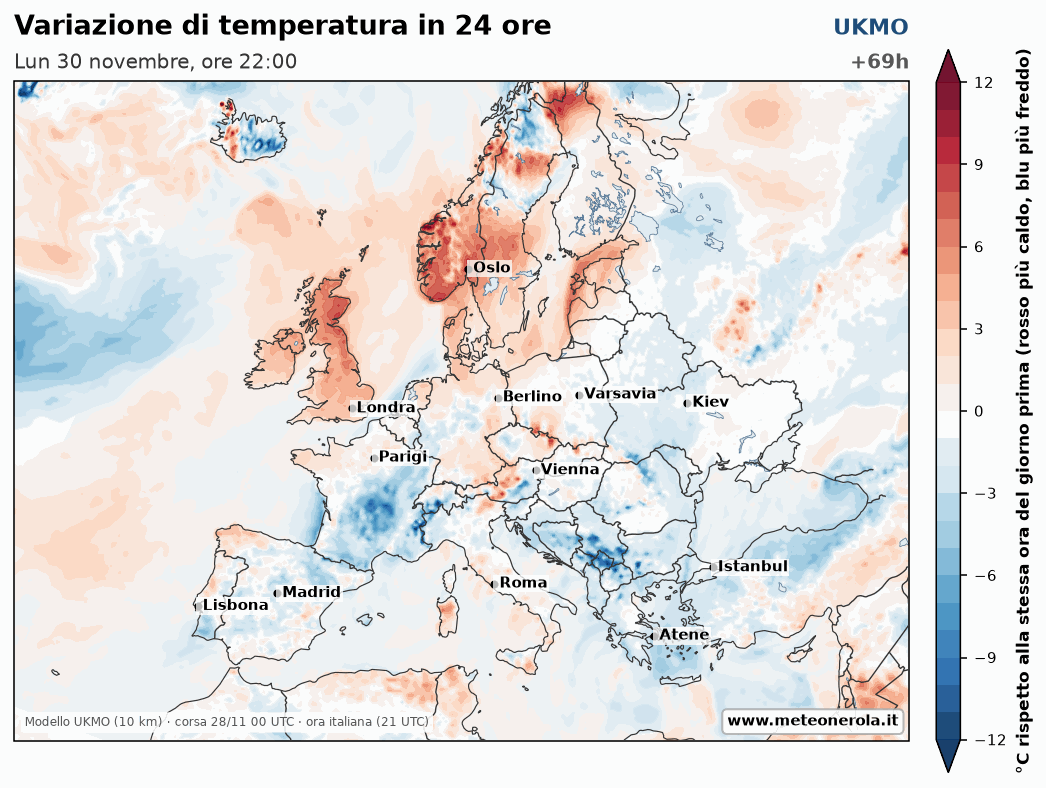 Variazione di temperatura in 24 ore
UKMO
Lun 30 novembre, ore 22:00
+69h
Oslo
Londra
Berlino
Varsavia
Kiev
Parigi
Vienna
Istanbul
Roma
Madrid
Lisbona
Atene
Modello UKMO (10 km) · corsa 28/11 00 UTC · ora italiana (21 UTC)
www.meteonerola.it
12
9
6
3
0
−3
−6
−9
−12
°C rispetto alla stessa ora del giorno prima (rosso più caldo, blu più freddo)